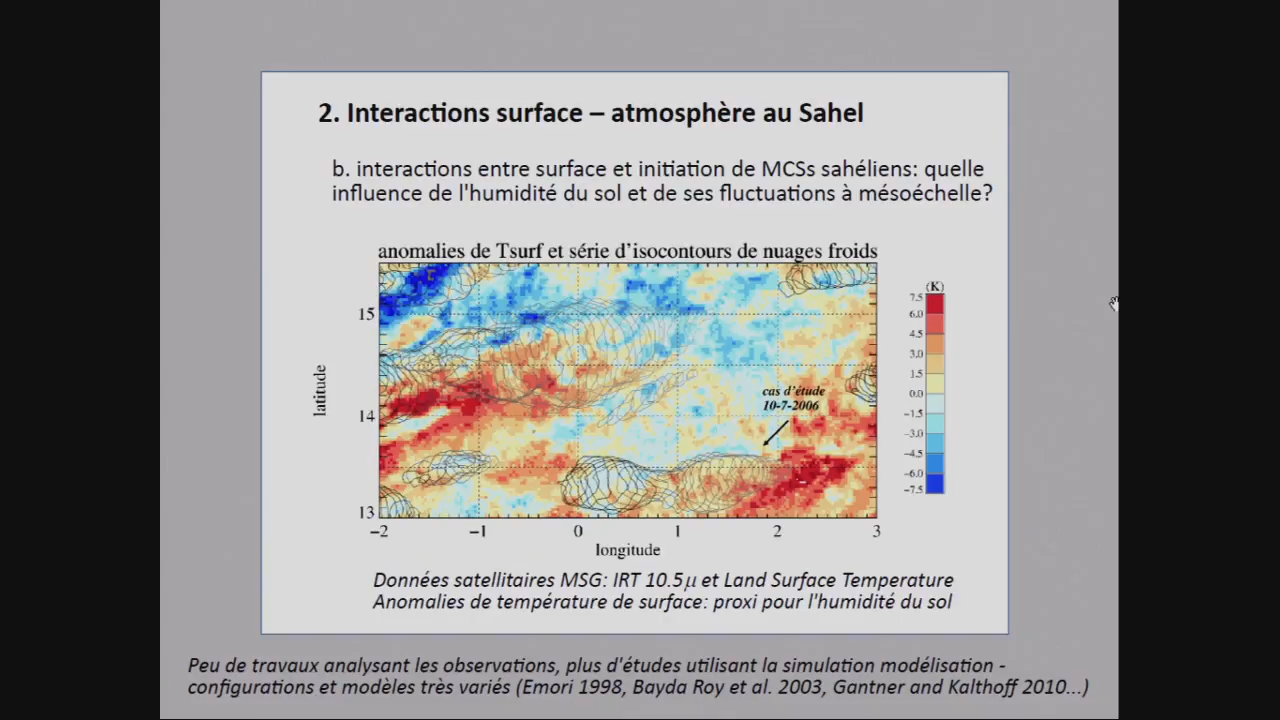 2. Interactions surface – atmosphère au Sahel
b. interactions entre surface et initiation de MCSs sahéliens: quelle
influence de l'humidité du sol et de ses fluctuations à mésoéchelle?
anomalies de Tsurf et série d'isocontours de nuages froids
(K)
7.5
6.0
4.5
3.0
1.5
0.0
−1.5
−3.0
−4.5
−6.0
−7.5
15
14
13
latitude
cas d'étude
10-7-2006
−2 −1 0 1 2 3
longitude
Données satellitaires MSG: IRT 10.5μ et Land Surface Temperature
Anomalies de température de surface: proxi pour l'humidité du sol
Peu de travaux analysant les observations, plus d'études utilisant la simulation modélisation -
configurations et modèles très variés (Emori 1998, Bayda Roy et al. 2003, Gantner and Kalthoff 2010...)